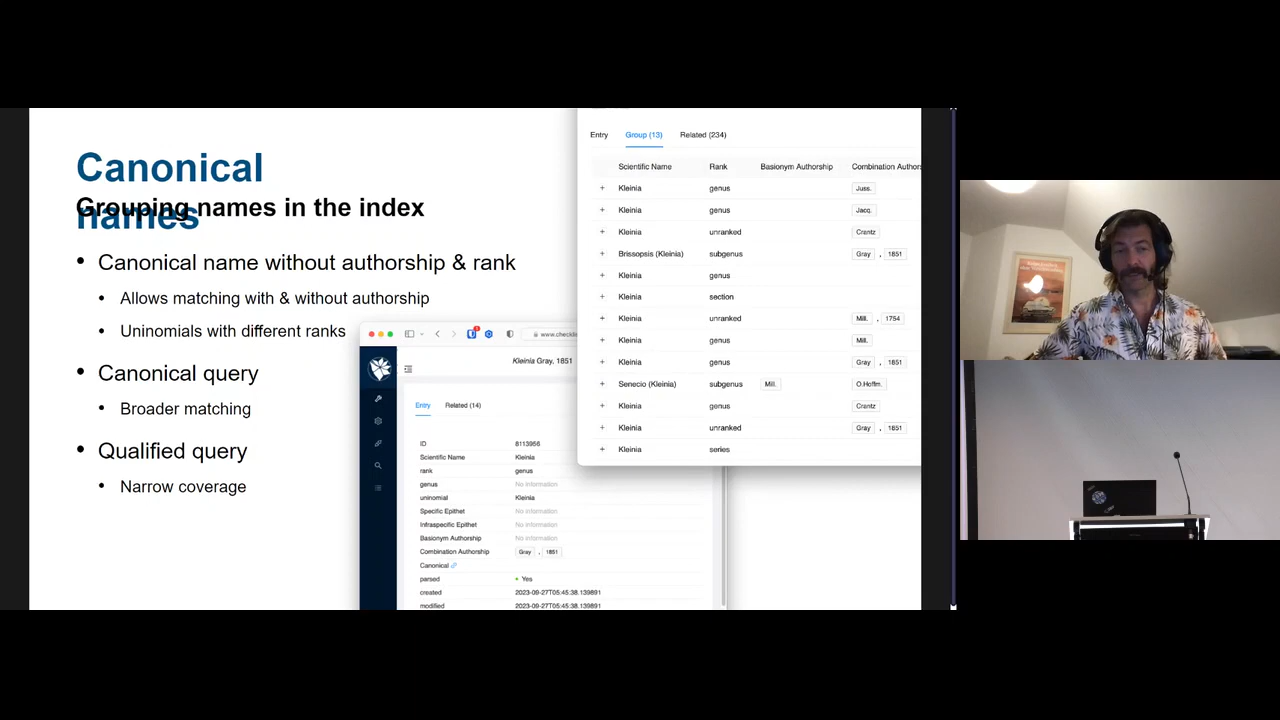 Canonical
names
Grouping names in the index
• Canonical name without authorship & rank
• Allows matching with & without authorship
• Uninomials with different ranks
• Canonical query
• Broader matching
• Qualified query
• Narrow coverage
www.checkli
Kleinia Gray, 1851
Entry Related (14)
ID 8113956
Scientific Name Kleinia
rank genus
genus No information
uninomial Kleinia
Specific Epithet No information
Infraspecific Epithet No information
Basionym Authorship No information
Combination Authorship Gray , 1851
Canonical
parsed Yes
created 2023-09-27T05:45:38.139891
modified 2023-09-27T05:45:38.139891
Entry Group (13) Related (234)
Scientific Name Rank Basionym Authorship Combination Authors
+ Kleinia genus Juss.
+ Kleinia genus Jacq.
+ Kleinia unranked Crantz
+ Brissopsis (Kleinia) subgenus Gray , 1851
+ Kleinia genus
+ Kleinia section
+ Kleinia unranked Mill. , 1754
+ Kleinia genus Mill.
+ Kleinia genus Gray , 1851
+ Senecio (Kleinia) subgenus Mill. O.Hoffm.
+ Kleinia genus Crantz
+ Kleinia unranked Gray , 1851
+ Kleinia series